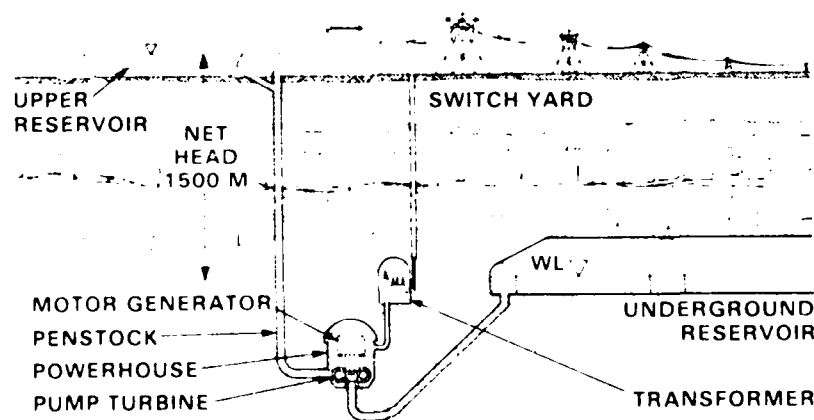 UPPER
RESERVOIR
SWITCH YARD
NET
HEAD
1500 M
WL
MOTOR GENERATOR
PENSTOCK
POWERHOUSE
PUMP TURBINE
UNDERGROUND
RESERVOIR
TRANSFORMER